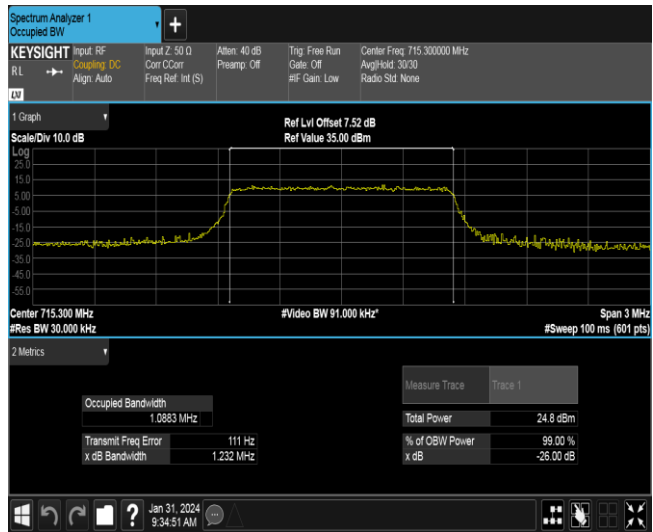 Spectrum Analyzer 1
Occupied BW
+
KEYSIGHT
RL
LXI
Input: RF
Coupling: DC
Align: Auto
Input Z: 50 Ω
Corr CCorr
Freq Ref: Int (S)
Atten: 40 dB
Preamp: Off
Trig: Free Run
Gate: Off
#IF Gain: Low
Center Freq: 715.300000 MHz
Avg|Hold: 30/30
Radio Std: None
1 Graph
Scale/Div 10.0 dB
Ref Lvl Offset 7.52 dB
Ref Value 35.00 dBm
Log
25.0
15.0
5.00
-5.00
-15.0
-25.0
-35.0
-45.0
-55.0
Center 715.300 MHz
#Video BW 91.000 kHz*
Span 3 MHz
#Res BW 30.000 kHz
#Sweep 100 ms (601 pts)
2 Metrics
Measure Trace
Trace 1
Occupied Bandwidth
1.0883 MHz
Total Power 24.8 dBm
Transmit Freq Error 111 Hz
% of OBW Power 99.00 %
x dB Bandwidth 1.232 MHz
x dB -26.00 dB
?
Jan 31, 2024
9:34:51 AM